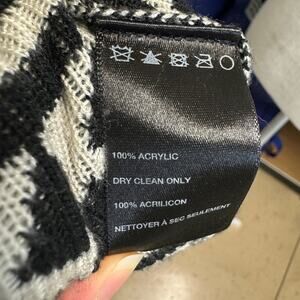 100% ACRYLIC
DRY CLEAN ONLY
100% ACRILICON
NETTOYER À SEC SEULEMENT